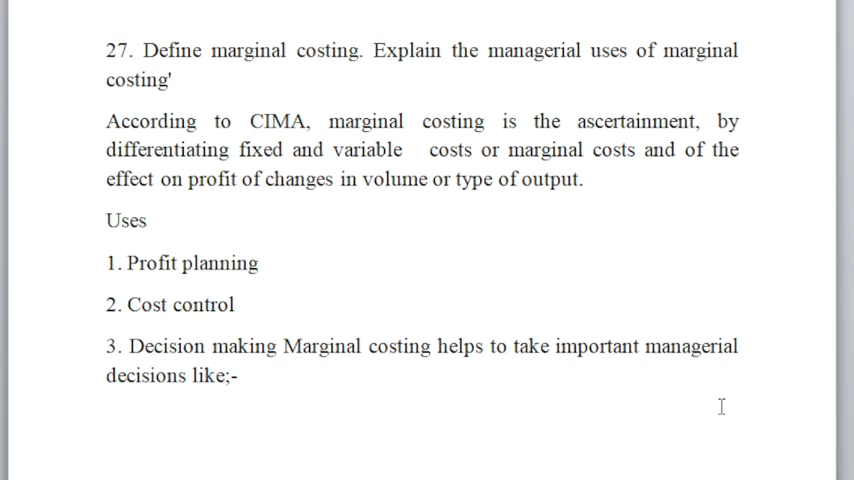 27. Define marginal costing. Explain the managerial uses of marginal
costing'
According to CIMA, marginal costing is the ascertainment, by
differentiating fixed and variable costs or marginal costs and of the
effect on profit of changes in volume or type of output.
Uses
1. Profit planning
2. Cost control
3. Decision making Marginal costing helps to take important managerial
decisions like;-